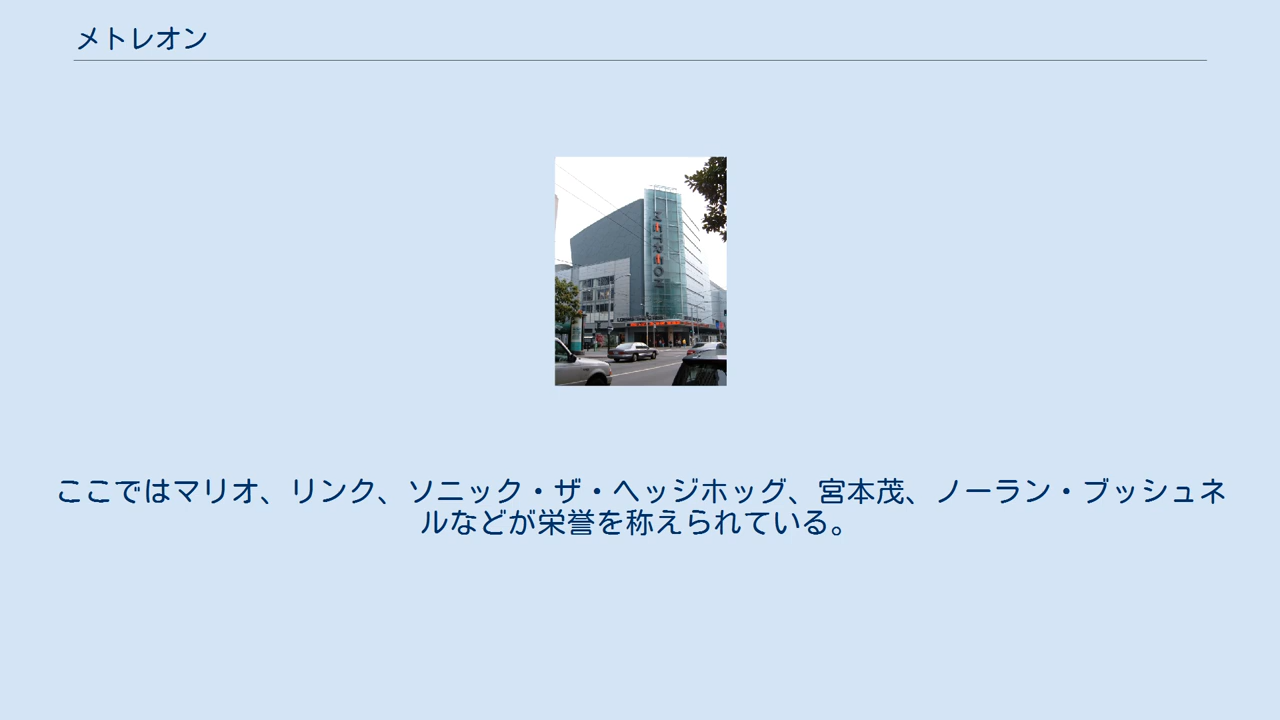 メトレオン
METREON
ここではマリオ、リンク、ソニック・ザ・ヘッジホッグ、宮本茂、ノーラン・ブッシュネ
ルなどが栄誉を称えられている。